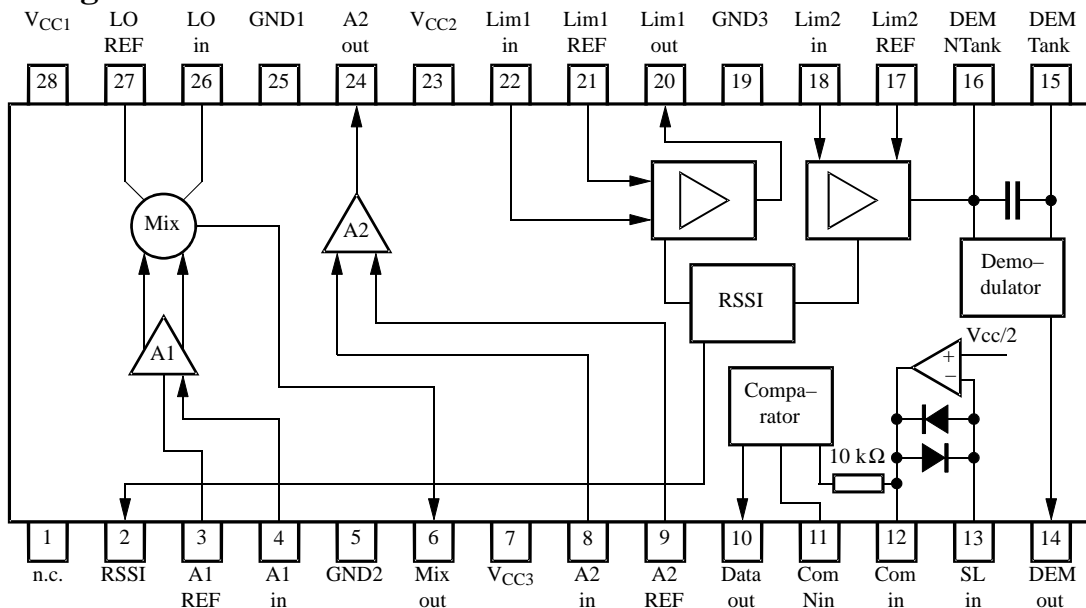 V_CC1 LO LO GND1 A2 V_CC2 Lim1 Lim1 Lim1 GND3 Lim2 Lim2 DEM DEM
REF in out in REF out in REF NTank Tank
28 27 26 25 24 23 22 21 20 19 18 17 16 15
Mix
A2
RSSI
Demo–
dulator
A1
Vcc/2
+
−
Compa–
rator
10 kΩ
1 2 3 4 5 6 7 8 9 10 11 12 13 14
n.c. RSSI A1 A1 GND2 Mix V_CC3 A2 A2 Data Com Com SL DEM
REF in out in REF out Nin in in out